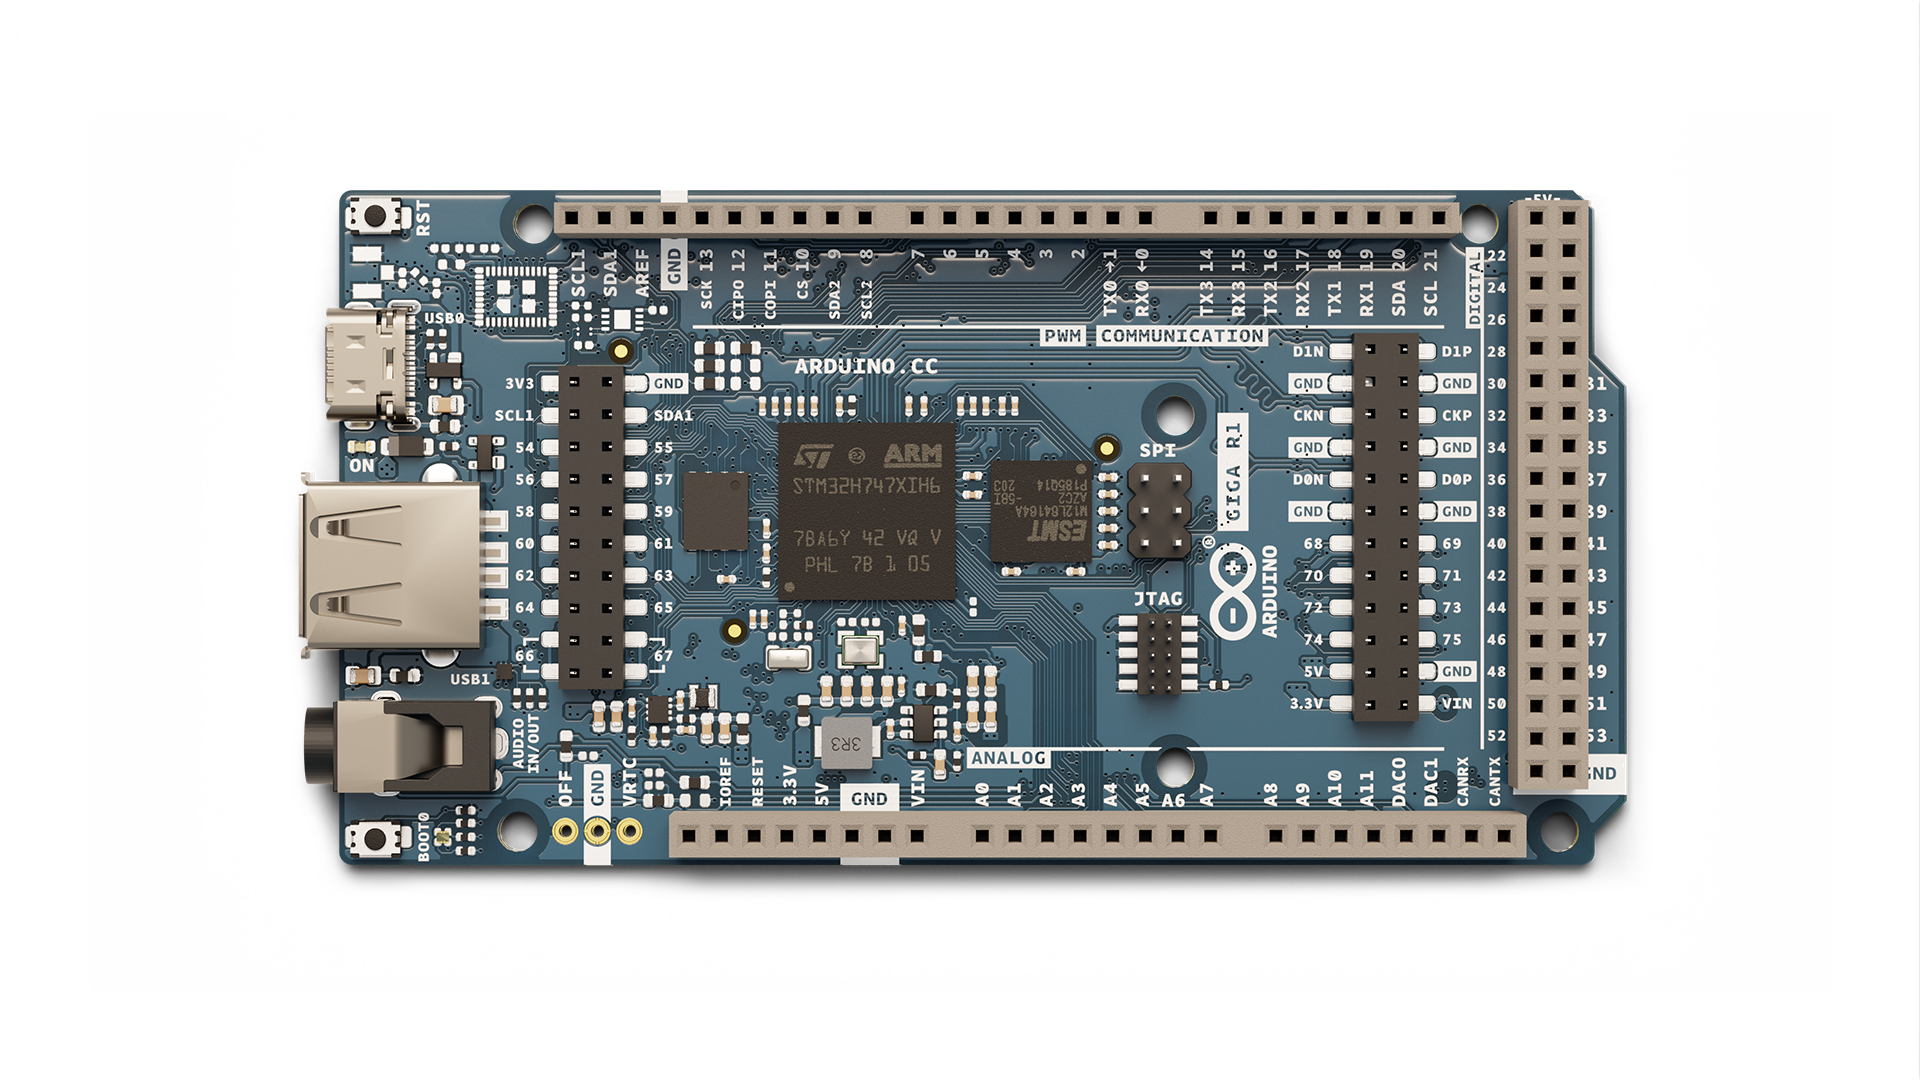 RST
-5V-
SCL1
SDA1
AREF
GND
SCK 13
CIPO 12
COPI 11
CS 10
SDA2 9
SCL2 8
7
6
5
4
3
2
TX0→1
RX0←0
TX3 14
RX3 15
TX2 16
RX2 17
TX1 18
RX1 19
SDA 20
SCL 21
DIGITAL
PWM
COMMUNICATION
USB0
ON
ARDUINO.CC
3V3 GND
SCL1 SDA1
54 55
56 57
58 59
60 61
62 63
64 65
66 67
ARM
STM32H747XIH6
7BA6Y 42 VQ V
PHL 7B 1 05
ESMT
M12L64164A
-5BI
AZC2
P185Q14
203
SPI
GIGA R1
JTAG
®
ARDUINO
D1N D1P
GND GND
CKN CKP
GND GND
D0N D0P
GND GND
68 69
70 71
72 73
74 75
5V GND
3.3V VIN
22
24
26
28
30 31
32 33
34 35
36 37
38 39
40 41
42 43
44 45
46 47
48 49
50 51
52 53
GND
USB1
AUDIO
IN/OUT
3R3
BOOT0
OFF
GND
VRTC
IOREF
RESET
3.3V
5V
GND
VIN
ANALOG
A0
A1
A2
A3
A4
A5
A6
A7
A8
A9
A10
A11
DAC0
DAC1
CANRX
CANTX